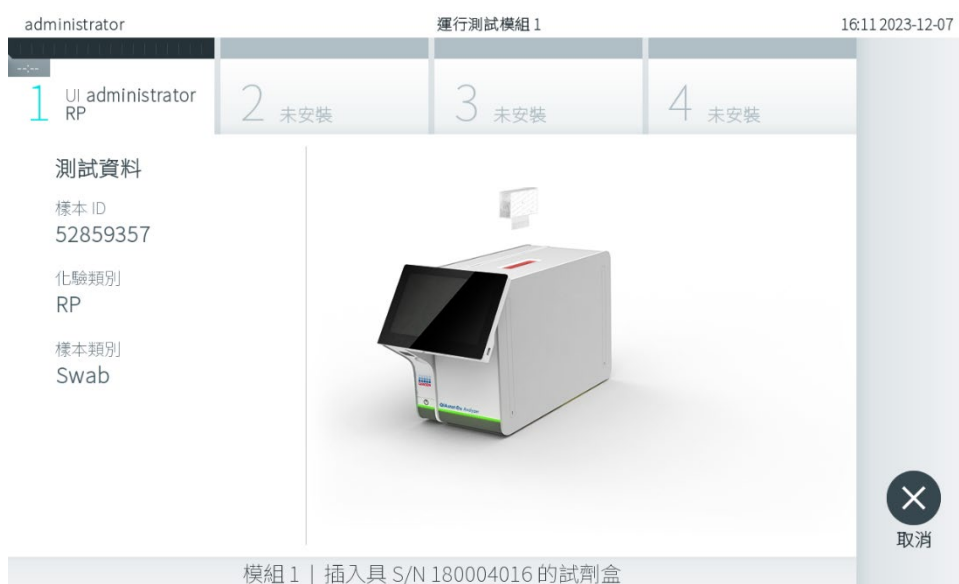 administrator
運行測試模組 1
16:11 2023-12-07
--:--
1 UI administrator
RP
2 未安裝
3 未安裝
4 未安裝
測試資料
樣本 ID
52859357
化驗類別
RP
樣本類別
Swab
取消
模組 1 | 插入具 S/N 180004016 的試劑盒